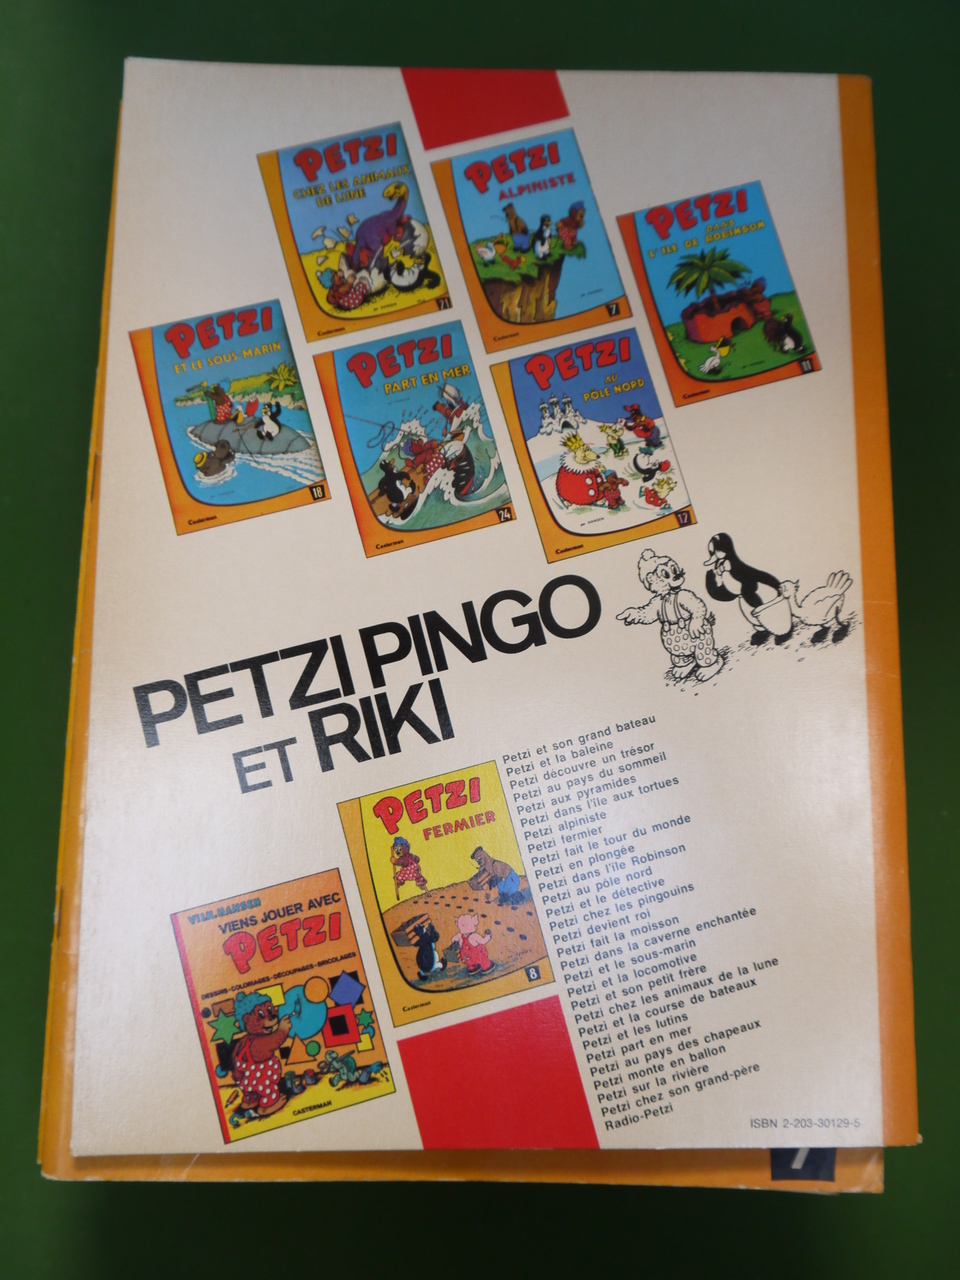 PETZI
CHEZ LES ANIMAUX
DE LUNE
21
Casterman
PETZI
ALPINISTE
7
Casterman
PETZI
DANS
L'ILE DE ROBINSON
11
Casterman
PETZI
ET LE SOUS-MARIN
18
Casterman
PETZI
PART EN MER
24
Casterman
PETZI
AU
PÔLE NORD
12
Casterman
PETZI PINGO
ET RIKI
PETZI
FERMIER
8
Casterman
VILH. HANSEN
VIENS JOUER AVEC
PETZI
DESSINS-COLORIAGES-DÉCOUPAGES-BRICOLAGES
CASTERMAN
Petzi et son grand bateau
Petzi et la baleine
Petzi découvre un trésor
Petzi au pays du sommeil
Petzi aux pyramides
Petzi dans l'île aux tortues
Petzi alpiniste
Petzi fermier
Petzi fait le tour du monde
Petzi en plongée
Petzi dans l'île Robinson
Petzi au pôle nord
Petzi et le détective
Petzi chez les pingouins
Petzi devient roi
Petzi fait la moisson
Petzi dans la caverne enchantée
Petzi et le sous-marin
Petzi et la locomotive
Petzi et son petit frère
Petzi chez les animaux de la lune
Petzi et la course de bateaux
Petzi et les lutins
Petzi part en mer
Petzi au pays des chapeaux
Petzi monte en ballon
Petzi sur la rivière
Petzi chez son grand-père
Radio-Petzi
ISBN 2-203-30129-5
7